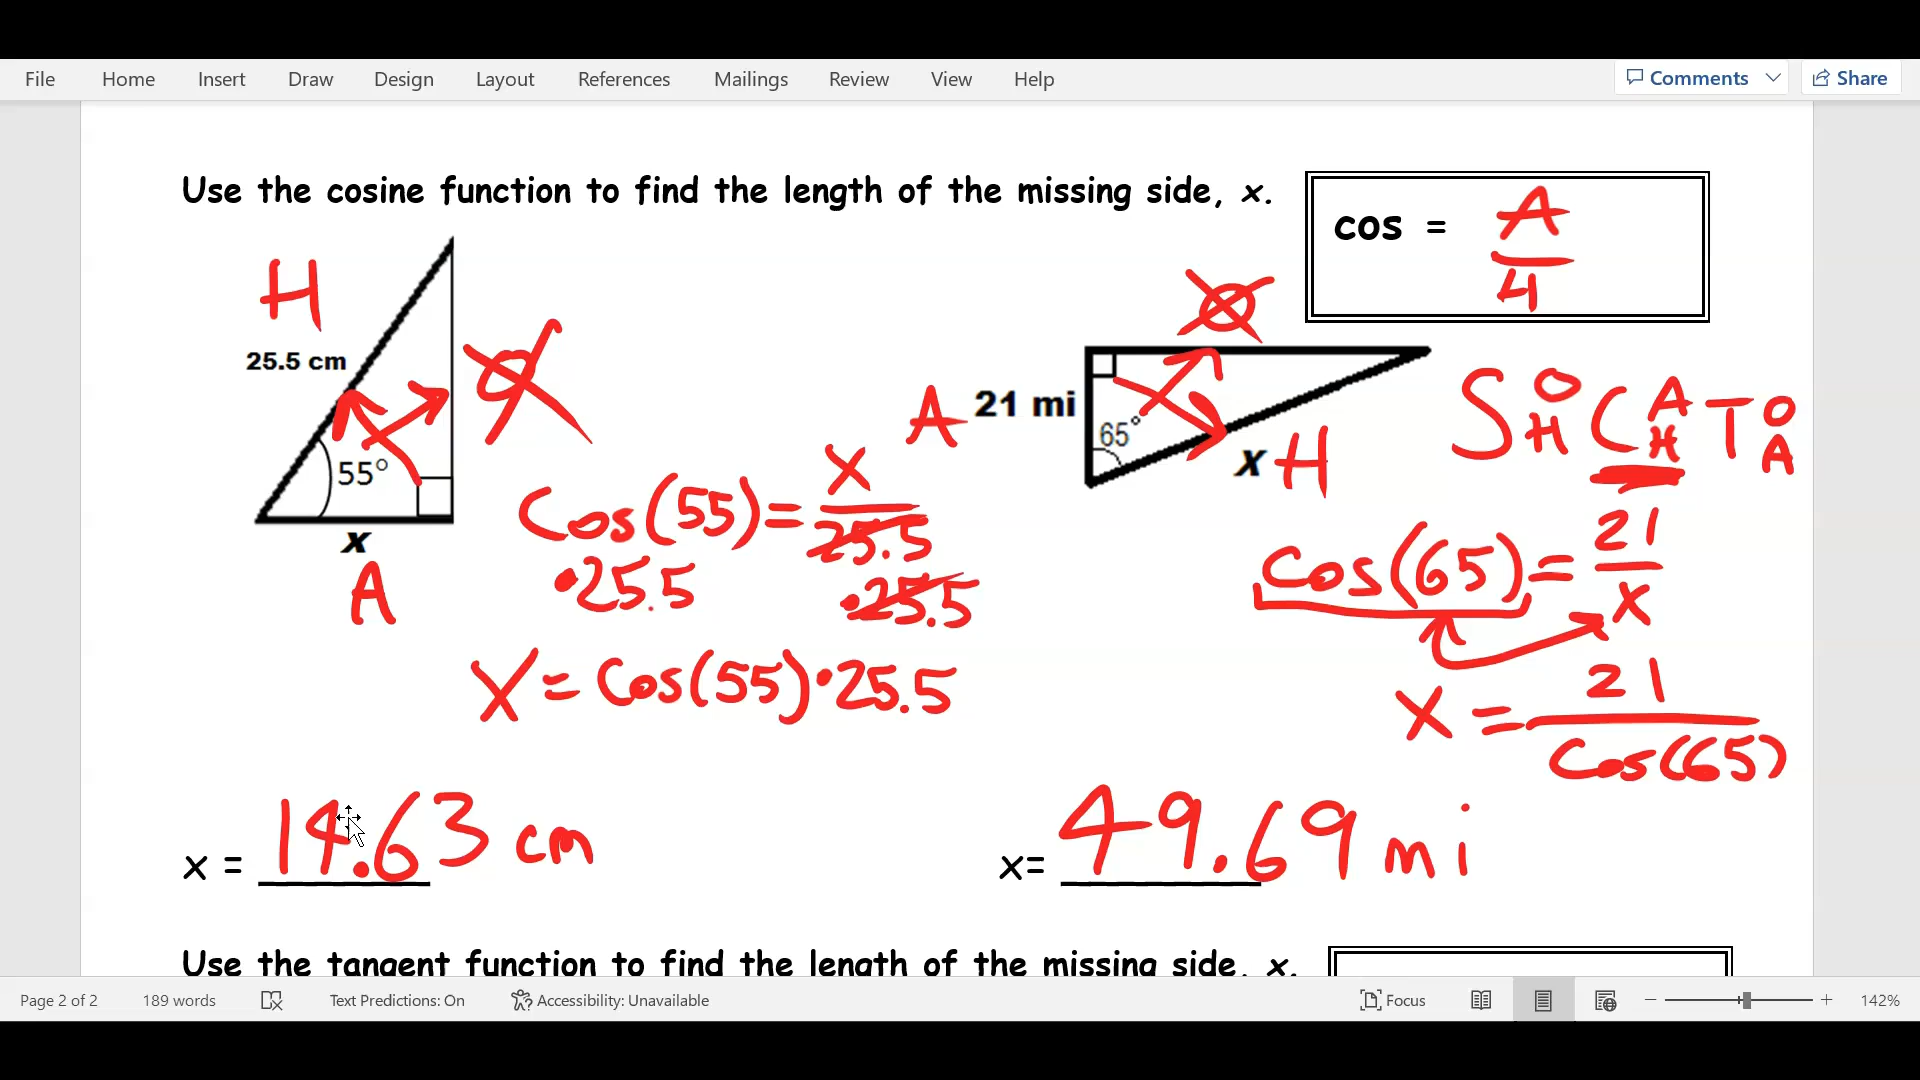 File Home Insert Draw Design Layout References Mailings Review View Help Comments Share
Use the cosine function to find the length of the missing side, x.
cos = A/4
H
25.5 cm
O
55°
x
A
Cos(55) = x/25.5
·25.5 ·25.5
X = Cos(55)·25.5
x = 14.63 cm
O
A 21 mi
65°
x H
S O/H C A/H T O/A
Cos(65) = 21/x
x = 21/Cos(65)
x= 49.69 mi
Use the tangent function to find the length of the missing side, x.
Page 2 of 2 189 words Text Predictions: On Accessibility: Unavailable Focus 142%